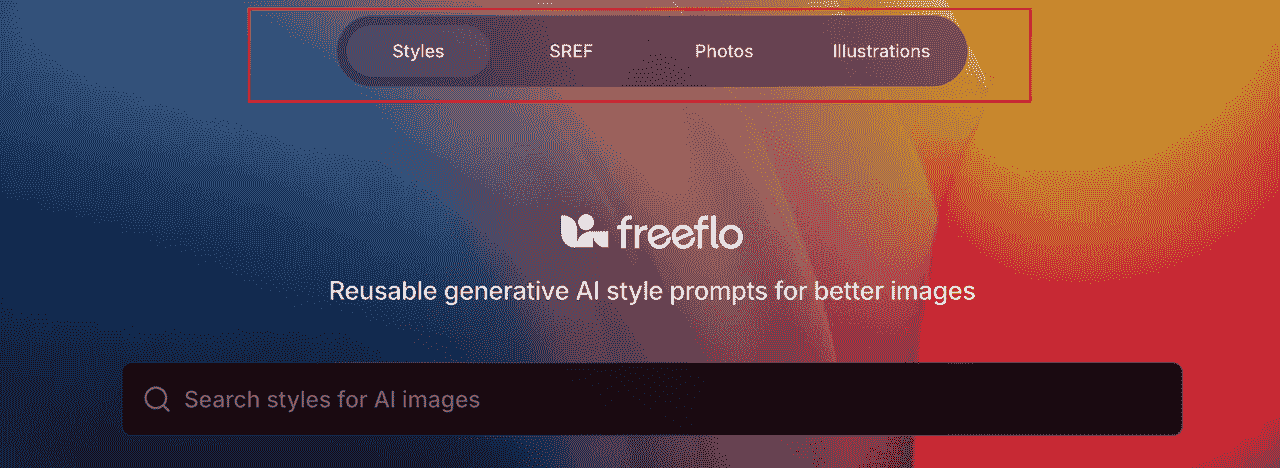 Styles SREF Photos Illustrations
freeflo
Reusable generative AI style prompts for better images
Search styles for AI images